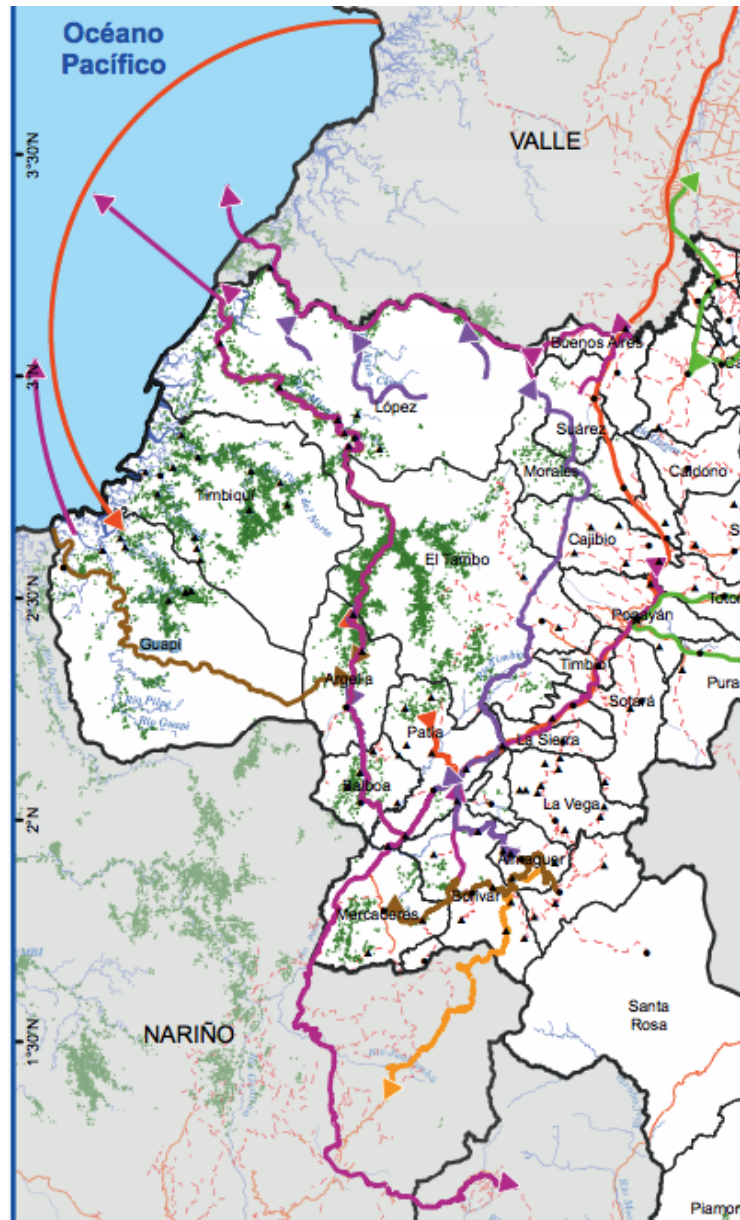 Océano
Pacífico
VALLE
3°30'N
3°N
Buenos Aires
López
Suárez
Morales
Caldono
Timbiquí
Cajibío
El Tambo
2°30'N
Popayán
Guapi
Timbío
Argelia
Sotará
Río Guapi
Patía
La Sierra
Balboa
La Vega
2°N
Almaguer
Bolívar
Mercaderes
NARIÑO
Santa
Rosa
1°30'N